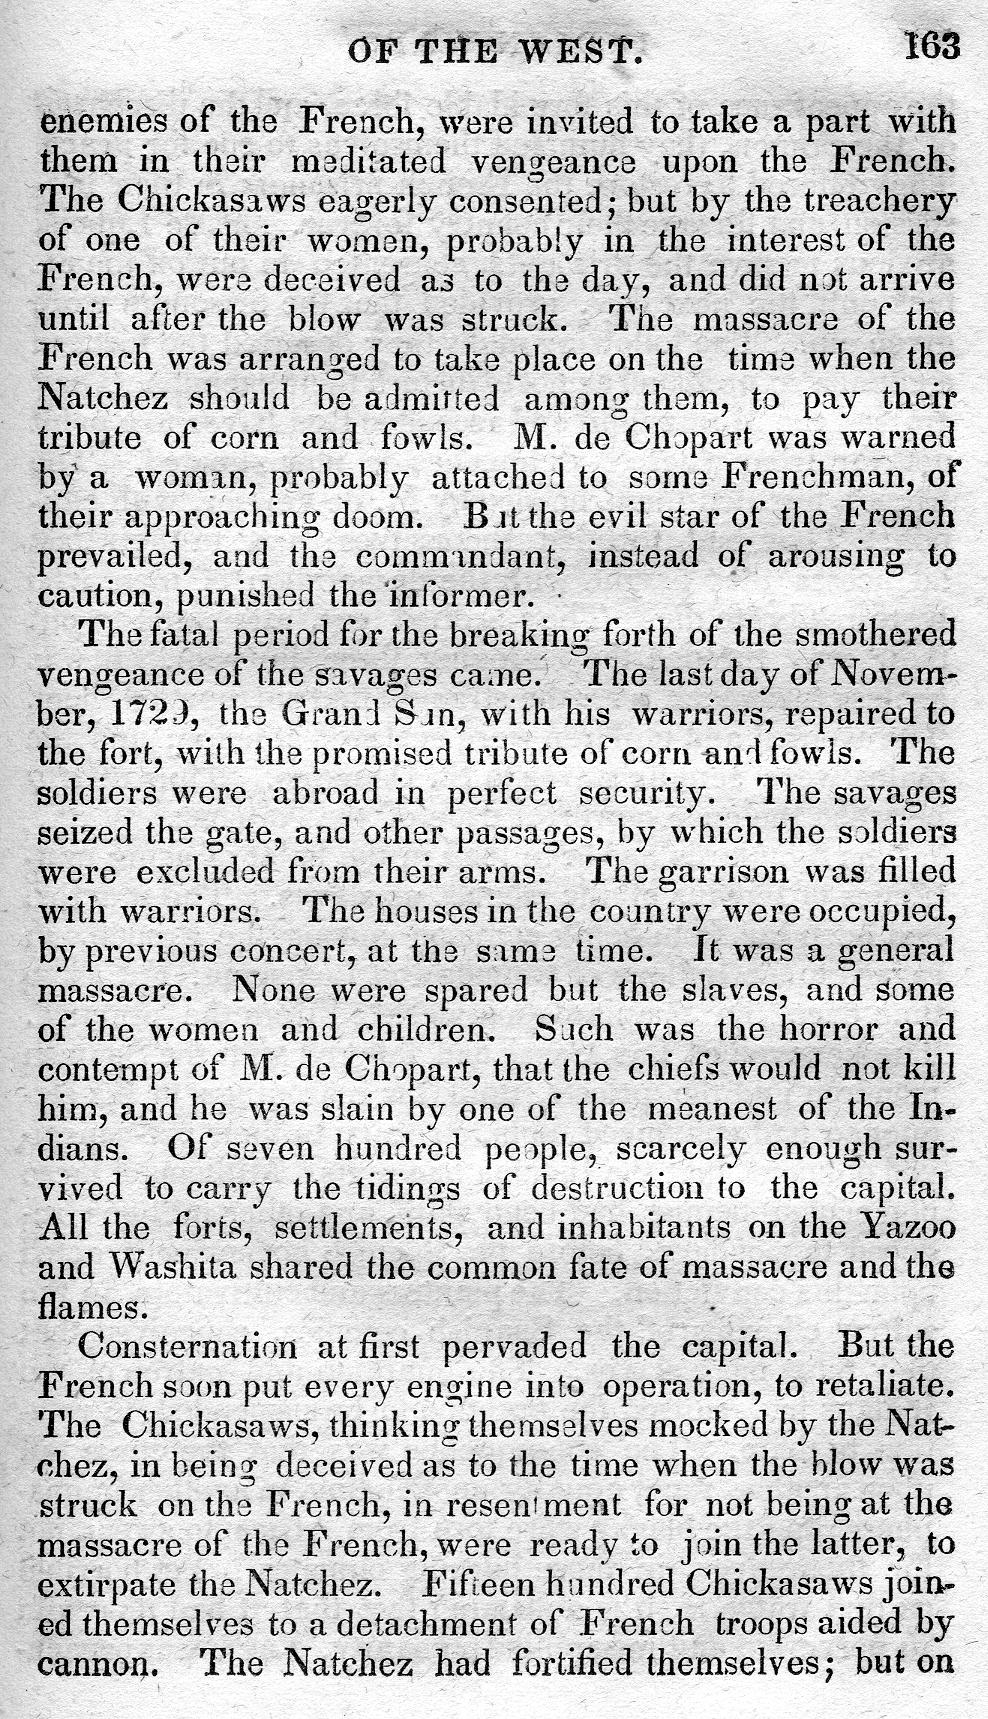 OF THE WEST. 163
enemies of the French, were invited to take a part with
them in their meditated vengeance upon the French.
The Chickasaws eagerly consented; but by the treachery
of one of their women, probably in the interest of the
French, were deceived as to the day, and did not arrive
until after the blow was struck. The massacre of the
French was arranged to take place on the time when the
Natchez should be admitted among them, to pay their
tribute of corn and fowls. M. de Chopart was warned
by a woman, probably attached to some Frenchman, of
their approaching doom. But the evil star of the French
prevailed, and the commandant, instead of arousing to
caution, punished the informer.
The fatal period for the breaking forth of the smothered
vengeance of the savages came. The last day of Novem-
ber, 1729, the Grand Sun, with his warriors, repaired to
the fort, with the promised tribute of corn and fowls. The
soldiers were abroad in perfect security. The savages
seized the gate, and other passages, by which the soldiers
were excluded from their arms. The garrison was filled
with warriors. The houses in the country were occupied,
by previous concert, at the same time. It was a general
massacre. None were spared but the slaves, and some
of the women and children. Such was the horror and
contempt of M. de Chopart, that the chiefs would not kill
him, and he was slain by one of the meanest of the In-
dians. Of seven hundred people, scarcely enough sur-
vived to carry the tidings of destruction to the capital.
All the forts, settlements, and inhabitants on the Yazoo
and Washita shared the common fate of massacre and the
flames.
Consternation at first pervaded the capital. But the
French soon put every engine into operation, to retaliate.
The Chickasaws, thinking themselves mocked by the Nat-
chez, in being deceived as to the time when the blow was
struck on the French, in resentment for not being at the
massacre of the French, were ready to join the latter, to
extirpate the Natchez. Fifteen hundred Chickasaws join-
ed themselves to a detachment of French troops aided by
cannon. The Natchez had fortified themselves; but on